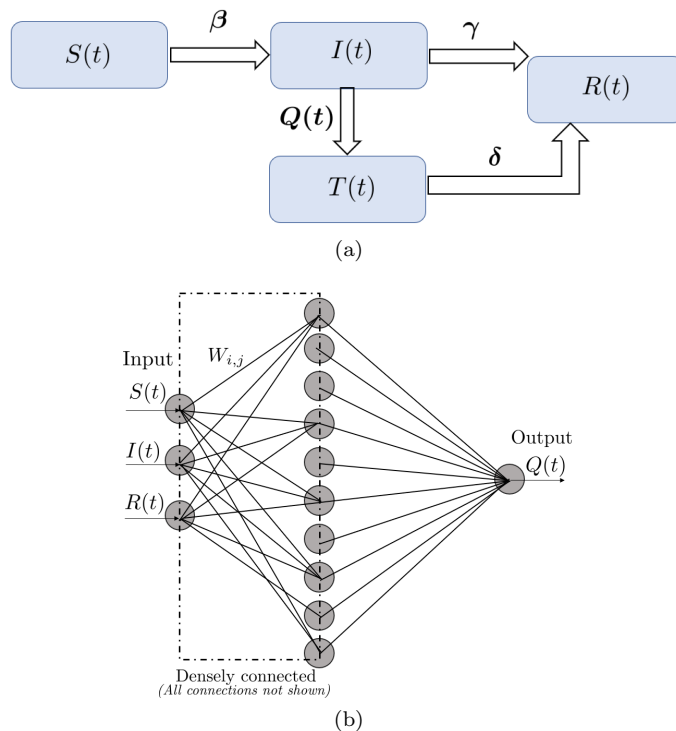 β
γ
S(t)
I(t)
R(t)
Q(t)
δ
T(t)
(a)
Input
W_{i,j}
S(t)
Output
I(t)
Q(t)
R(t)
Densely connected
(All connections not shown)
(b)